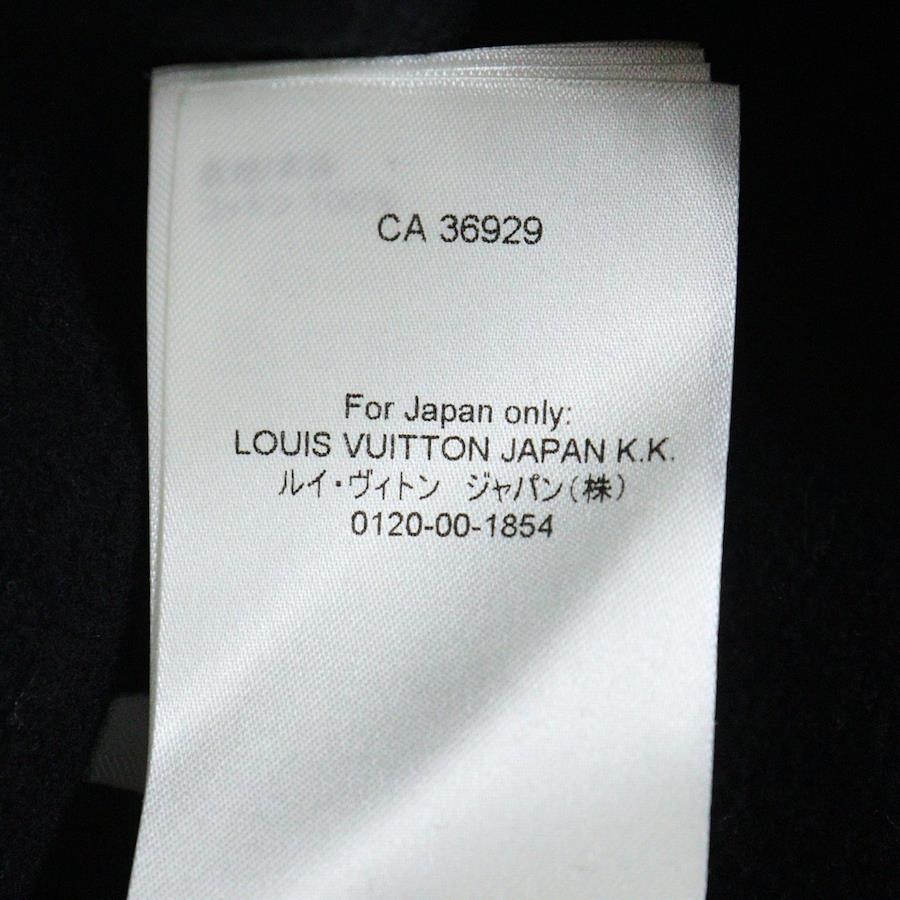 CA 36929
For Japan only:
LOUIS VUITTON JAPAN K.K.
ルイ・ヴィトン　ジャパン(株)
0120-00-1854